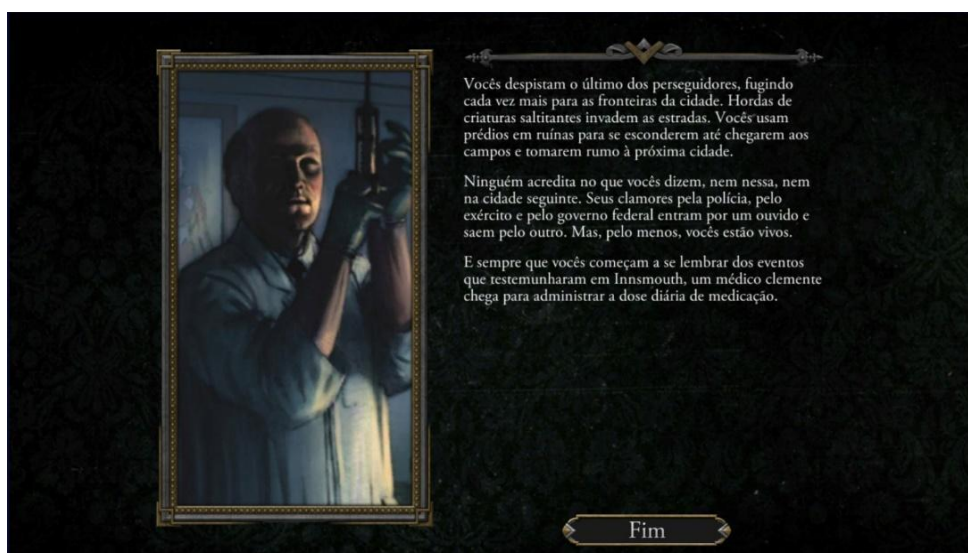 Vocês despistam o último dos perseguidores, fugindo
cada vez mais para as fronteiras da cidade. Hordas de
criaturas saltitantes invadem as estradas. Vocês usam
prédios em ruínas para se esconderem até chegarem aos
campos e tomarem rumo à próxima cidade.
Ninguém acredita no que vocês dizem, nem nessa, nem
na cidade seguinte. Seus clamores pela polícia, pelo
exército e pelo governo federal entram por um ouvido e
saem pelo outro. Mas, pelo menos, vocês estão vivos.
E sempre que vocês começam a se lembrar dos eventos
que testemunharam em Innsmouth, um médico clemente
chega para administrar a dose diária de medicação.
Fim